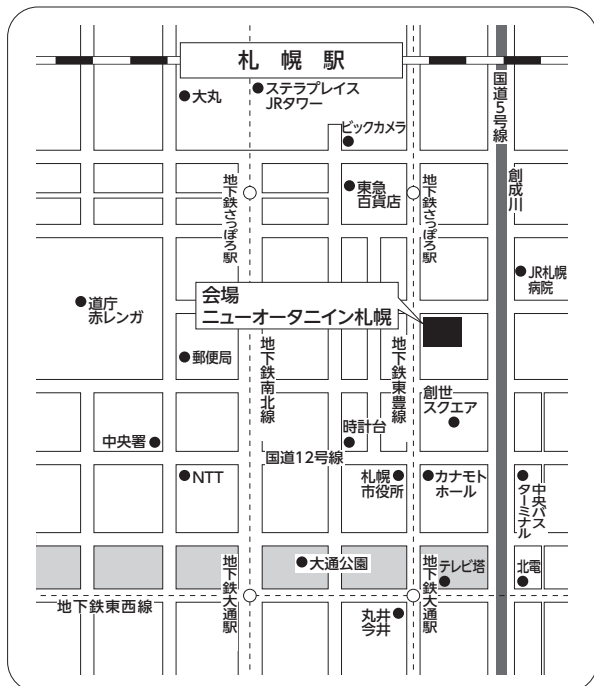 札幌駅
大丸
ステラプレイス
JRタワー
ビックカメラ
国道5号線
創成川
地下鉄さっぽろ駅
東急
百貨店
地下鉄さっぽろ駅
JR札幌
病院
道庁
赤レンガ
会場
ニューオータニイン札幌
郵便局
地下鉄南北線
地下鉄東豊線
創世
スクエア
時計台
中央署
国道12号線
NTT
札幌
市役所
カナモト
ホール
中央バス
ターミナル
大通公園
テレビ塔
北電
地下鉄東西線
地下鉄大通駅
丸井
今井
地下鉄大通駅